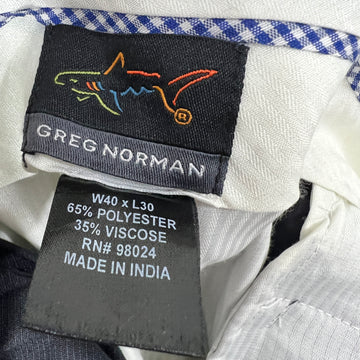 ®
GREG NORMAN
W40 x L30
65% POLYESTER
35% VISCOSE
RN# 98024
MADE IN INDIA